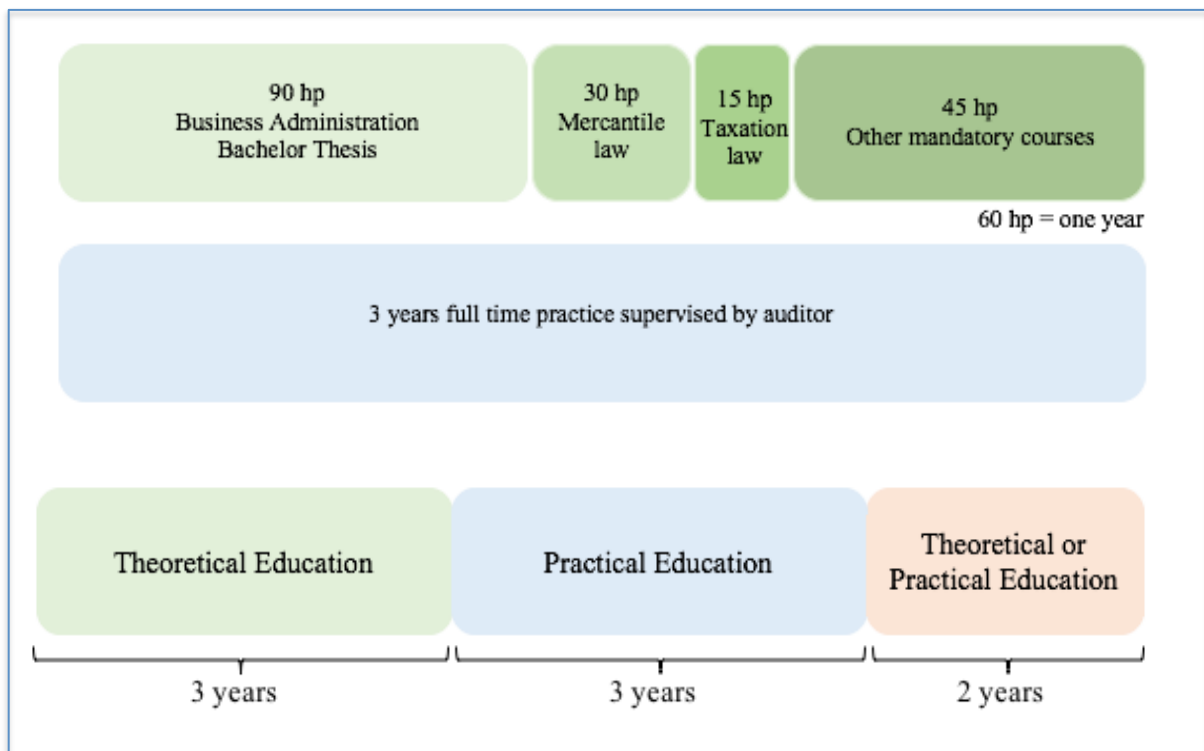 90 hp
Business Administration
Bachelor Thesis
30 hp
Mercantile
law
15 hp
Taxation
law
45 hp
Other mandatory courses
60 hp = one year
3 years full time practice supervised by auditor
Theoretical Education
Practical Education
Theoretical or
Practical Education
3 years
3 years
2 years